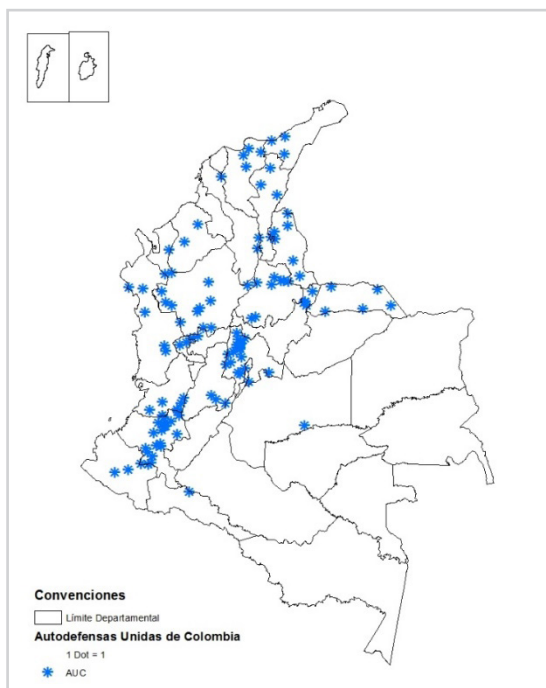 Convenciones
Límite Departamental
Autodefensas Unidas de Colombia
1 Dot = 1
AUC